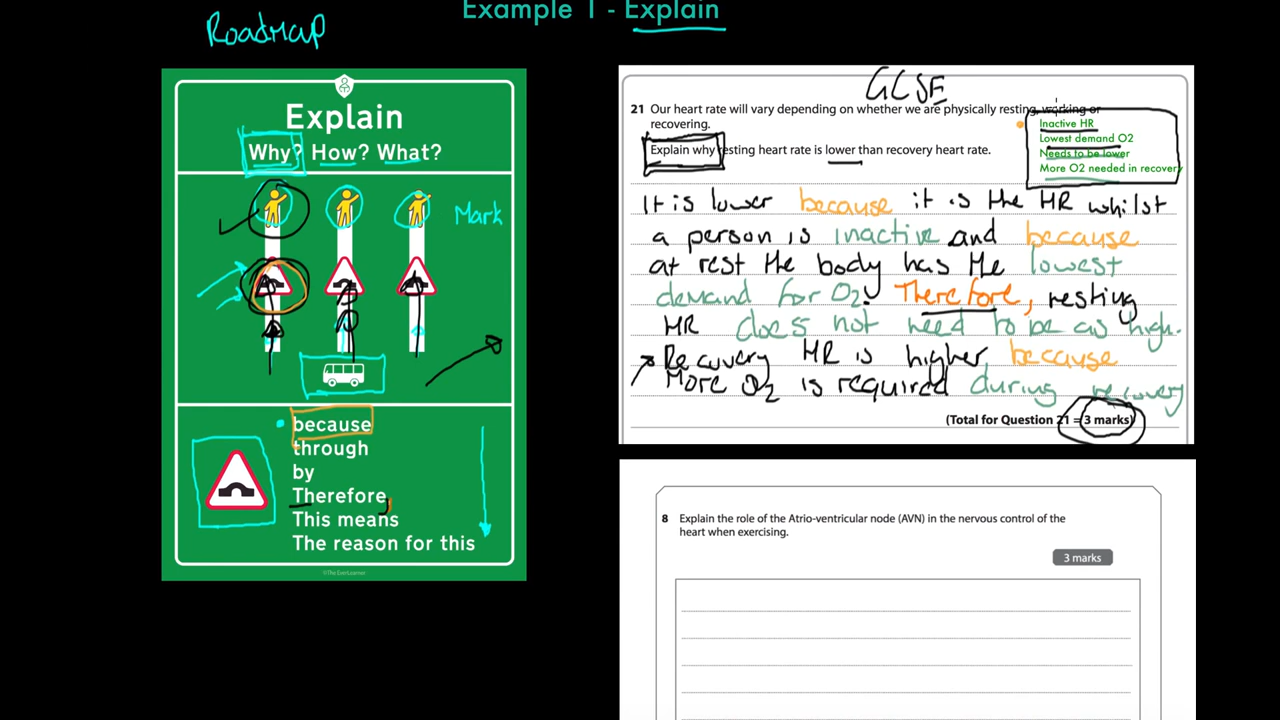 Example 1 - Explain
Roadmap
Explain
Why? How? What?
Mark
because
through
by
Therefore,
This means
The reason for this
©The EverLearner
GCSE
21 Our heart rate will vary depending on whether we are physically resting, working or
recovering.
Explain why resting heart rate is lower than recovery heart rate.
Inactive HR
Lowest demand O2
Needs to be lower
More O2 needed in recovery
It is lower because it is the HR whilst
a person is inactive and because
at rest the body has the lowest
demand for O2. Therefore, resting
HR does not need to be as high.
Recovery HR is higher because
More O2 is required during recovery
(Total for Question 21 = 3 marks)
8 Explain the role of the Atrio-ventricular node (AVN) in the nervous control of the
heart when exercising.
3 marks